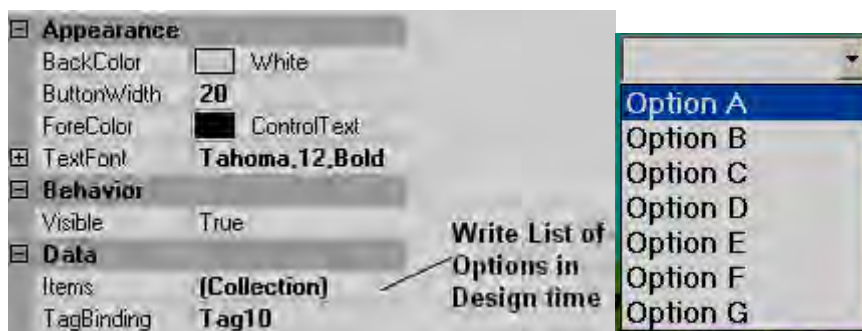 Appearance
BackColor White
ButtonWidth 20
ForeColor ControlText
TextFont Tahoma,12,Bold
Behavior
Visible True
Data
Items (Collection)
TagBinding Tag10
Write List of
Options in
Design time
Option A
Option B
Option C
Option D
Option E
Option F
Option G